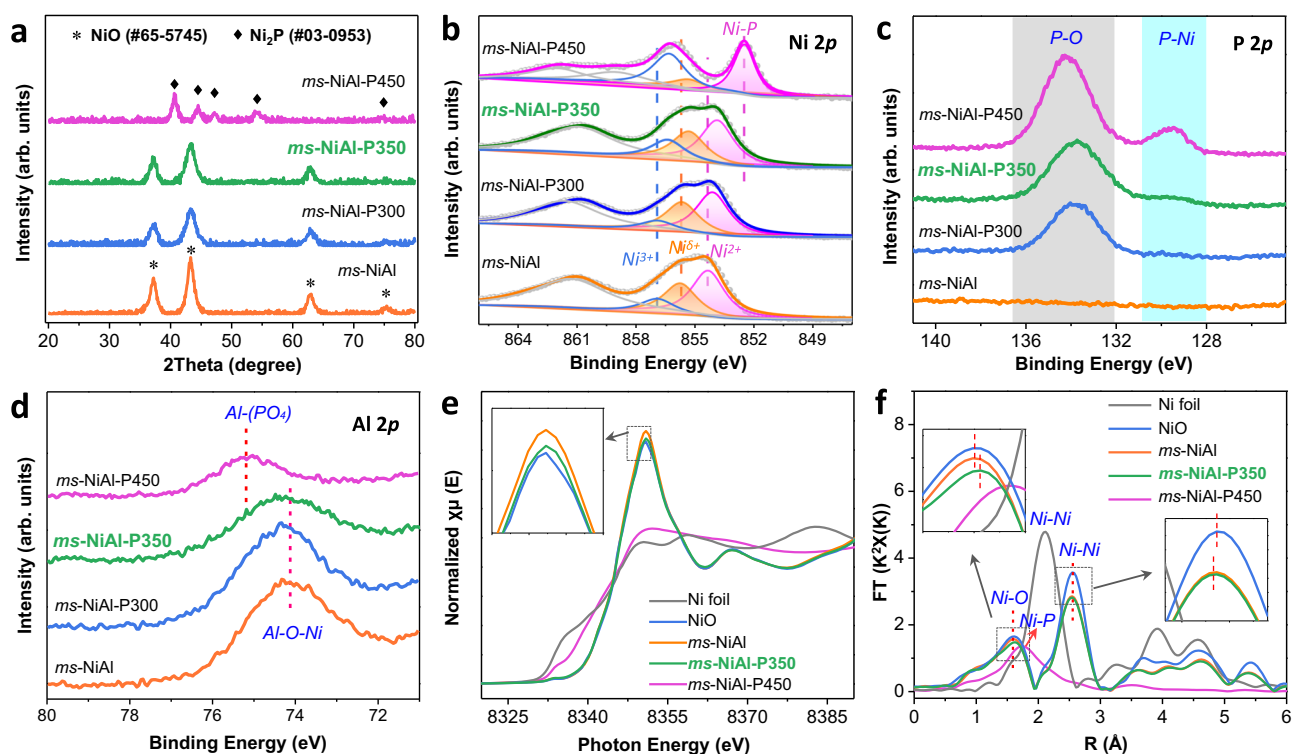 a
* NiO (#65-5745) ♦ Ni₂P (#03-0953)
ms-NiAl-P450
ms-NiAl-P350
ms-NiAl-P300
ms-NiAl
Intensity (arb. units)
20 30 40 50 60 70 80
2Theta (degree)
b
Ni 2p
Ni-P
ms-NiAl-P450
ms-NiAl-P350
ms-NiAl-P300
ms-NiAl
Ni³⁺
Niᵟ⁺
Ni²⁺
Intensity (arb. units)
864 861 858 855 852 849
Binding Energy (eV)
c
P 2p
P-O
P-Ni
ms-NiAl-P450
ms-NiAl-P350
ms-NiAl-P300
ms-NiAl
Intensity (arb. units)
140 136 132 128
Binding Energy (eV)
d
Al 2p
Al-(PO₄)
ms-NiAl-P450
ms-NiAl-P350
ms-NiAl-P300
ms-NiAl
Al-O-Ni
Intensity (arb. units)
80 78 76 74 72
Binding Energy (eV)
e
Normalized χμ (E)
Ni foil
NiO
ms-NiAl
ms-NiAl-P350
ms-NiAl-P450
8325 8341 8357 8373 8389
Photon Energy (eV)
f
Ni foil
NiO
ms-NiAl
ms-NiAl-P350
ms-NiAl-P450
Ni-Ni
Ni-Ni
Ni-O
Ni-P
FT (K²X(K))
8
6
4
2
0
0 1 2 3 4 5 6
R (Å)